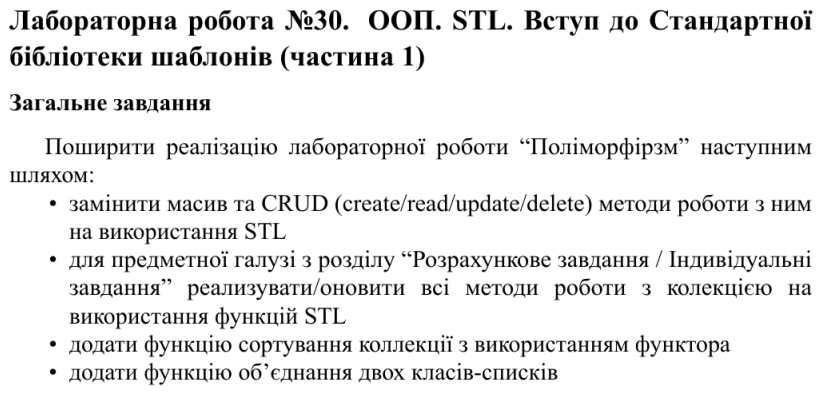 Лабораторна робота №30. ООП. STL. Вступ до Стандартної
бібліотеки шаблонів (частина 1)
Загальне завдання
Поширити реалізацію лабораторної роботи “Поліморфірзм” наступним
шляхом:
• замінити масив та CRUD (create/read/update/delete) методи роботи з ним
на використання STL
• для предметної галузі з розділу “Розрахункове завдання / Індивідуальні
завдання” реализувати/оновити всі методи роботи з колекцією на
використання функцій STL
• додати функцію сортування коллекції з використанням функтора
• додати функцію об’єднання двох класів-списків